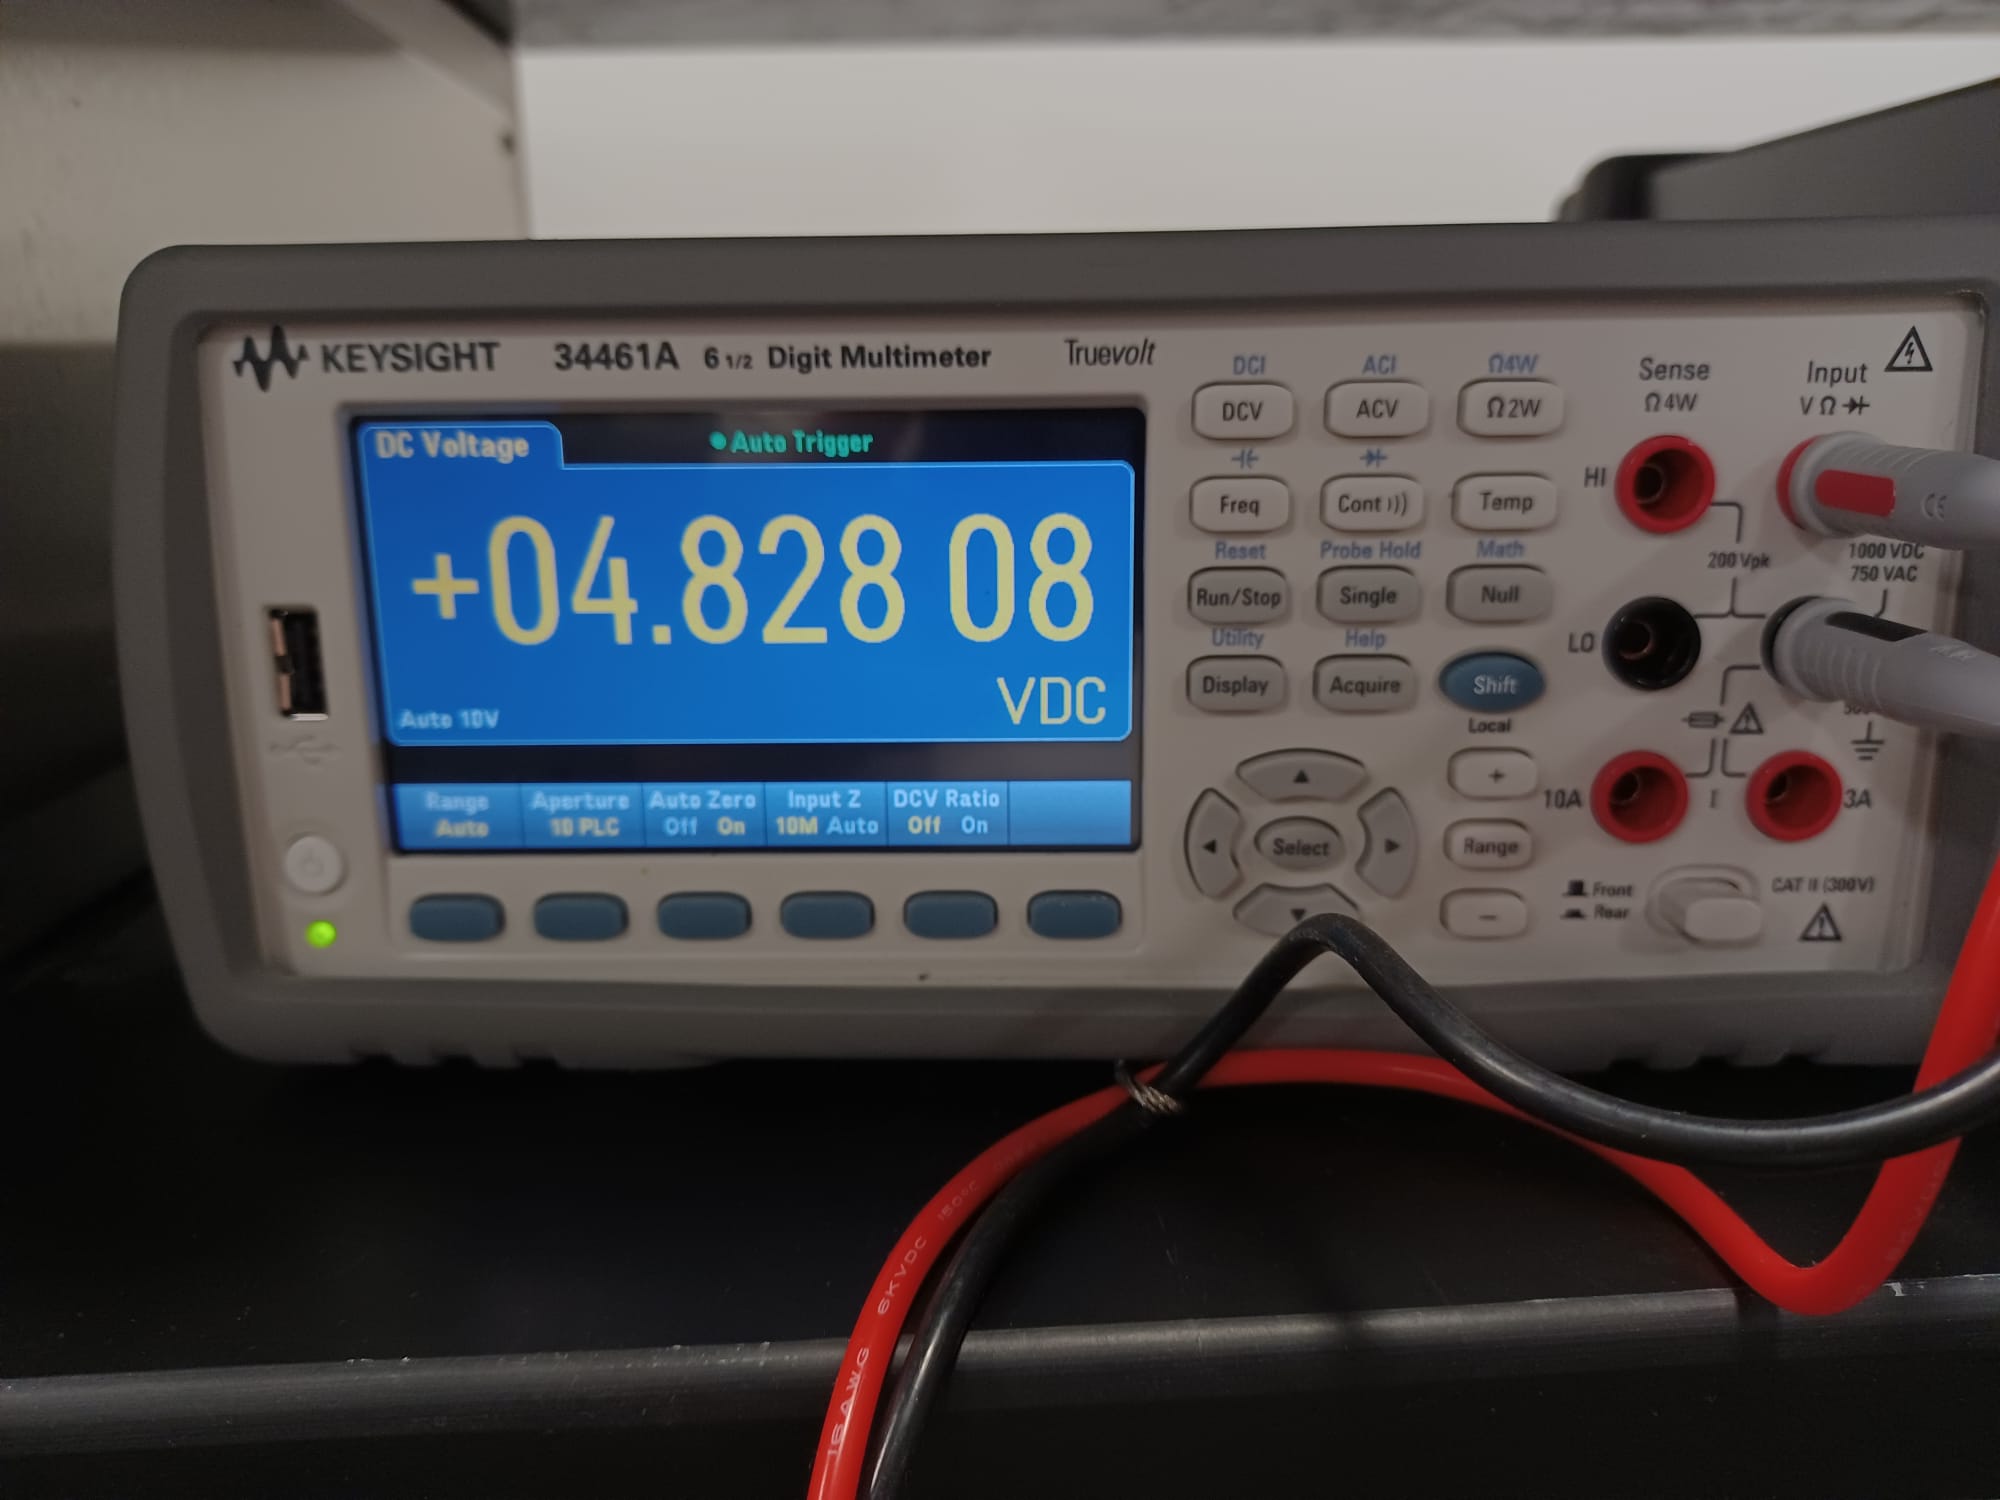 KEYSIGHT 34461A 6 1/2 Digit Multimeter Truevolt
DC Voltage
Auto Trigger
+04.828 08
VDC
Auto 10V
Range
Auto
Aperture
10 PLC
Auto Zero
Off On
Input Z
10M Auto
DCV Ratio
Off On
DCI ACI Ω4W
DCV ACV Ω2W
Freq Cont Temp
Reset Probe Hold Math
Run/Stop Single Null
Utility Help
Display Acquire Shift
Local
+
Select Range
−
Sense
Ω4W
Input
VΩ
HI
200 Vpk
1000 VDC
750 VAC
LO
10A I 3A
Front
Rear
CAT II (300V)
CE
150°C
6KVDC
16AWG